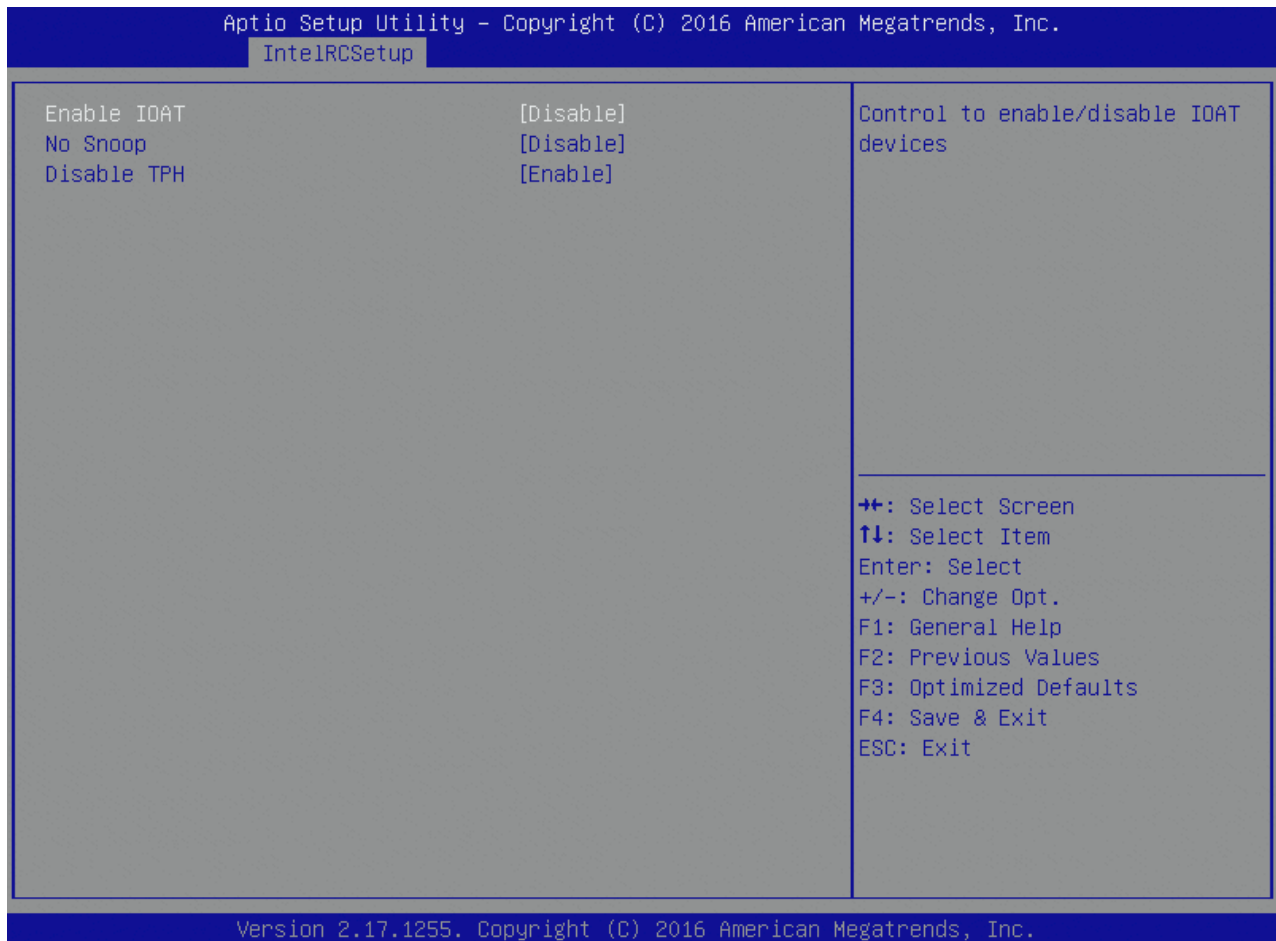 Aptio Setup Utility – Copyright (C) 2016 American Megatrends, Inc.
IntelRCSetup
Enable IOAT [Disable]
No Snoop [Disable]
Disable TPH [Enable]
Control to enable/disable IOAT
devices
→←: Select Screen
↑↓: Select Item
Enter: Select
+/-: Change Opt.
F1: General Help
F2: Previous Values
F3: Optimized Defaults
F4: Save & Exit
ESC: Exit
Version 2.17.1255. Copyright (C) 2016 American Megatrends, Inc.